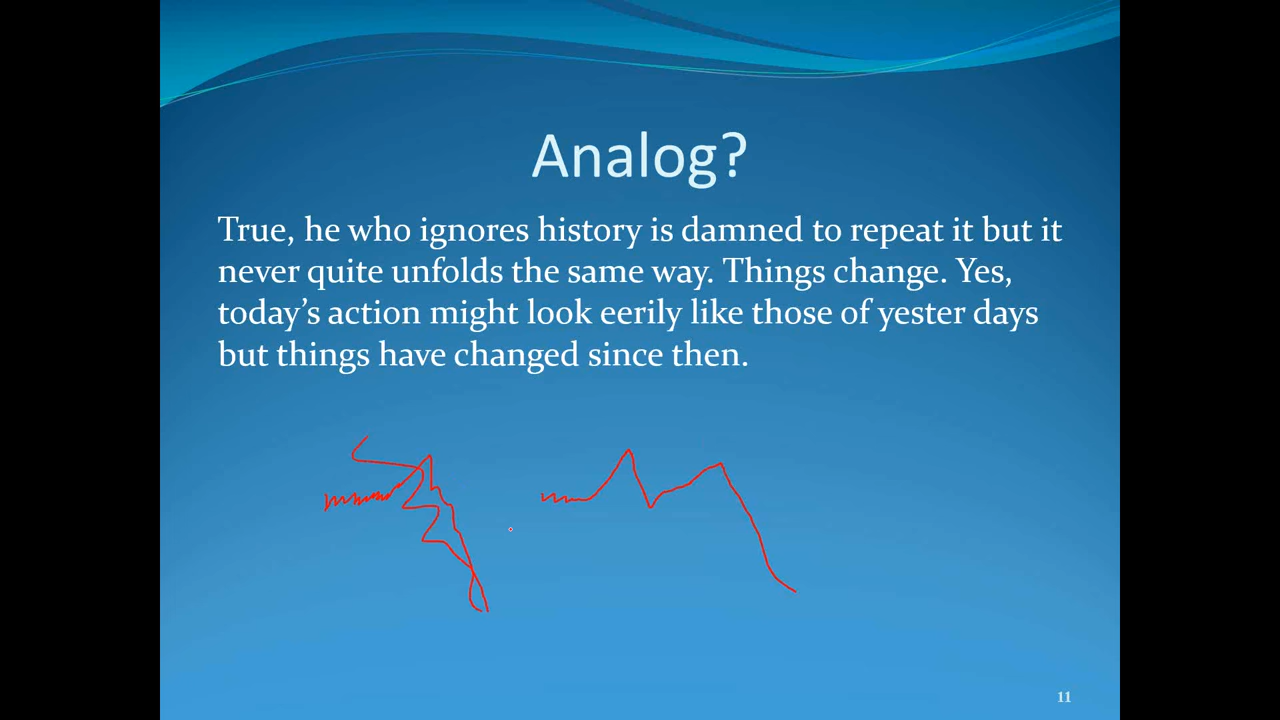 Analog?
True, he who ignores history is damned to repeat it but it
never quite unfolds the same way. Things change. Yes,
today’s action might look eerily like those of yester days
but things have changed since then.
11